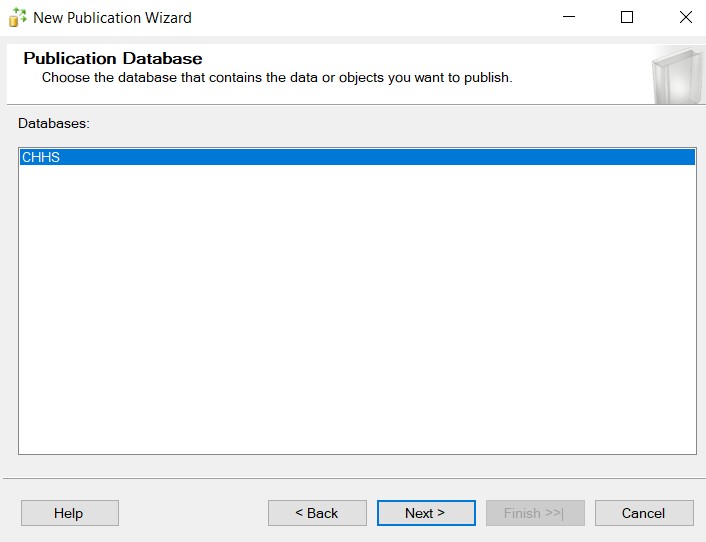 New Publication Wizard
Publication Database
Choose the database that contains the data or objects you want to publish.
Databases:
CHHS
Help
< Back
Next >
Finish >>|
Cancel